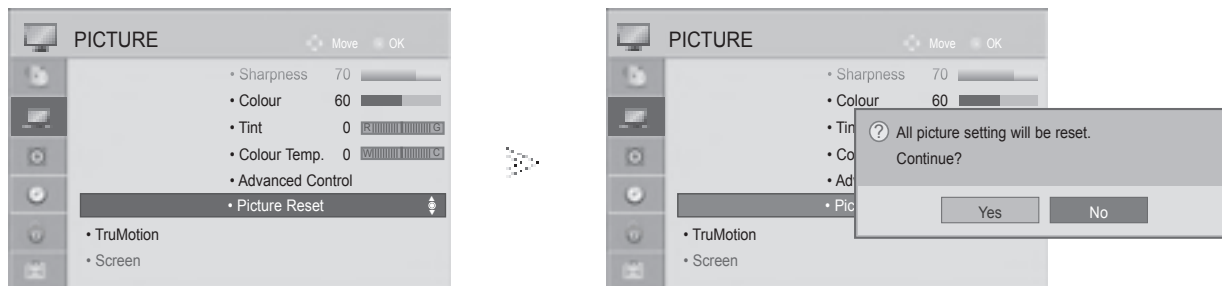 PICTURE
Move OK
• Sharpness 70
• Colour 60
• Tint 0 R G
• Colour Temp. 0 W C
• Advanced Control
• Picture Reset
• TruMotion
• Screen
PICTURE
Move OK
• Sharpness 70
• Colour 60
• Tin
• Co
• Ad
• Pic
• TruMotion
• Screen
? All picture setting will be reset.
Continue?
Yes No